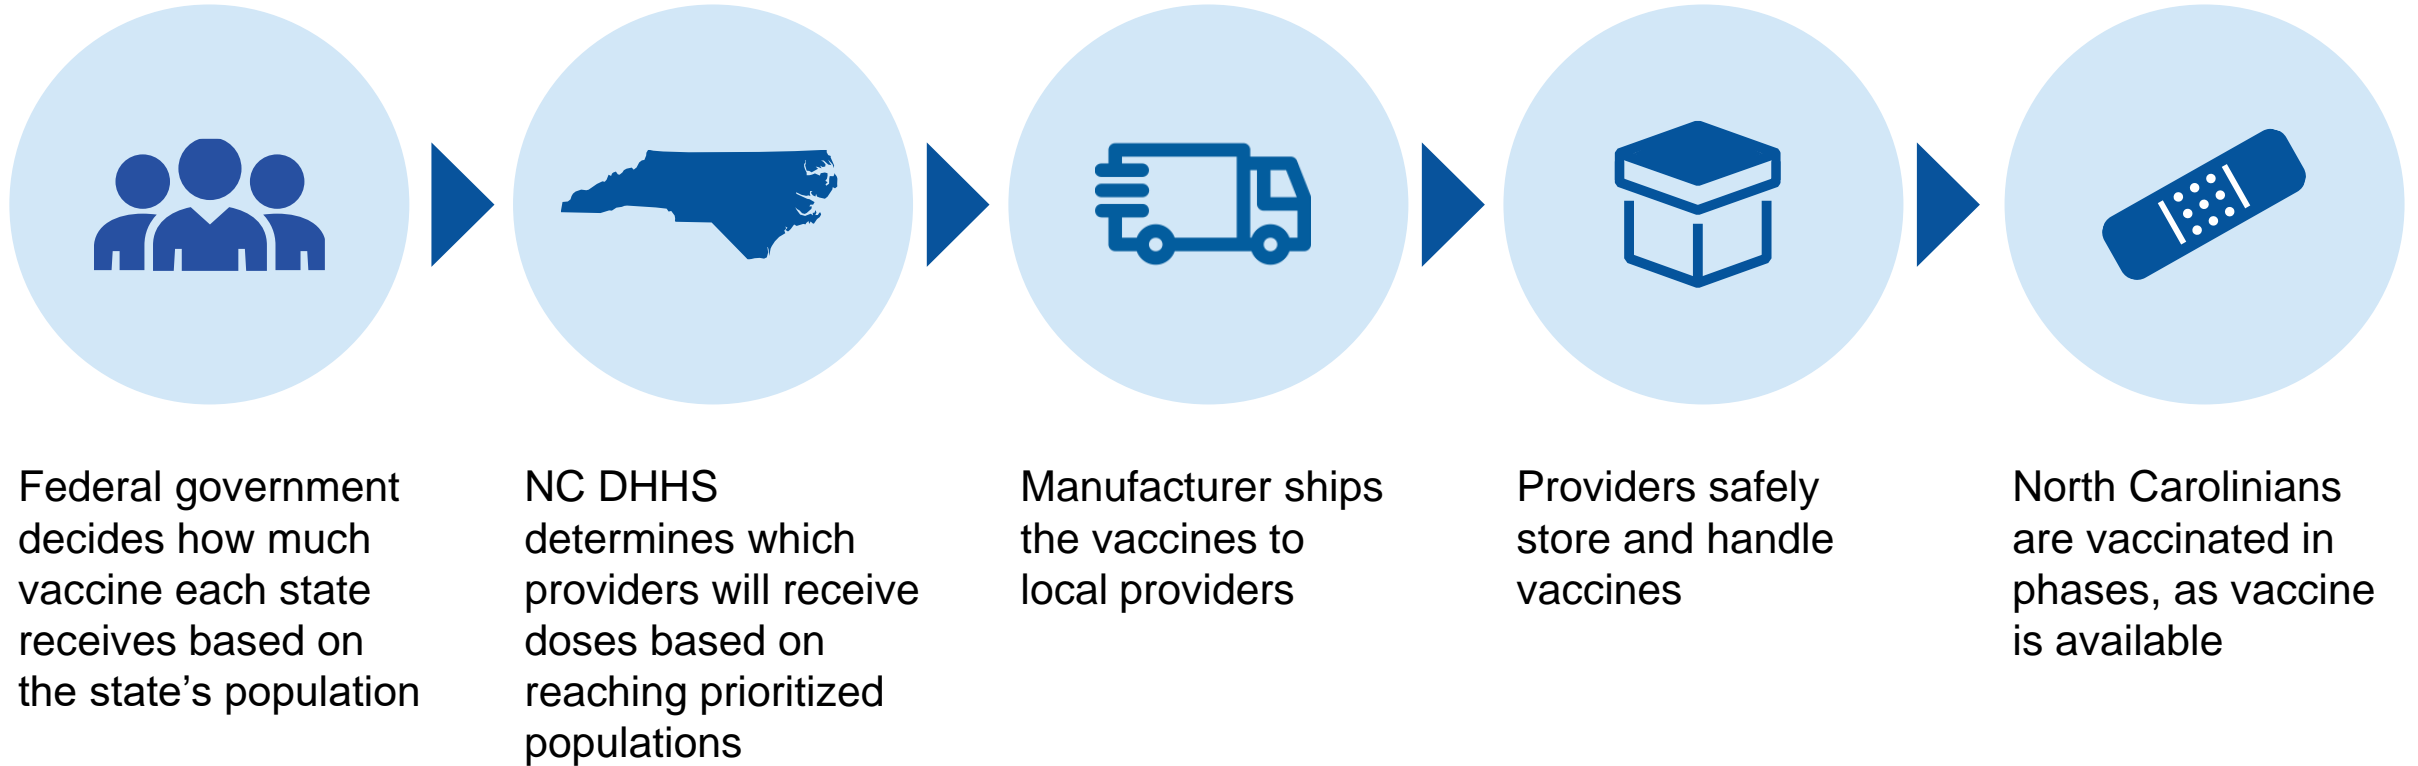 Federal government
decides how much
vaccine each state
receives based on
the state’s population
NC DHHS
determines which
providers will receive
doses based on
reaching prioritized
populations
Manufacturer ships
the vaccines to
local providers
Providers safely
store and handle
vaccines
North Carolinians
are vaccinated in
phases, as vaccine
is available